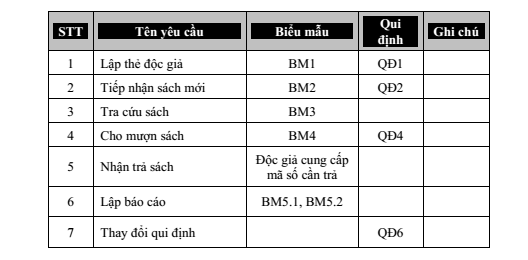 STT Tên yêu cầu Biểu mẫu Qui định Ghi chú
1 Lập thẻ độc giả BM1 QĐ1
2 Tiếp nhận sách mới BM2 QĐ2
3 Tra cứu sách BM3
4 Cho mượn sách BM4 QĐ4
5 Nhận trả sách Độc giả cung cấp mã số cần trả
6 Lập báo cáo BM5.1, BM5.2
7 Thay đổi qui định QĐ6